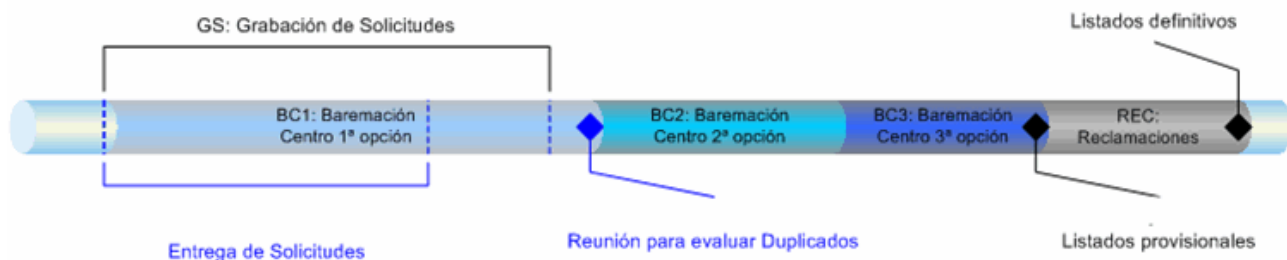 Listados definitivos
GS: Grabación de Solicitudes
BC1: Baremación
Centro 1ª opción
BC2: Baremación
Centro 2ª opción
BC3: Baremación
Centro 3ª opción
REC:
Reclamaciones
Entrega de Solicitudes
Reunión para evaluar Duplicados
Listados provisionales